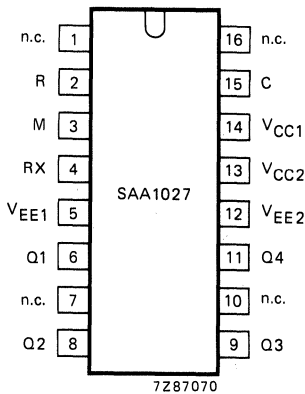 n.c. 1 16 n.c.
R 2 15 C
M 3 14 VCC1
RX 4 13 VCC2
SAA1027
VEE1 5 12 VEE2
Q1 6 11 Q4
n.c. 7 10 n.c.
Q2 8 9 Q3
7Z87070